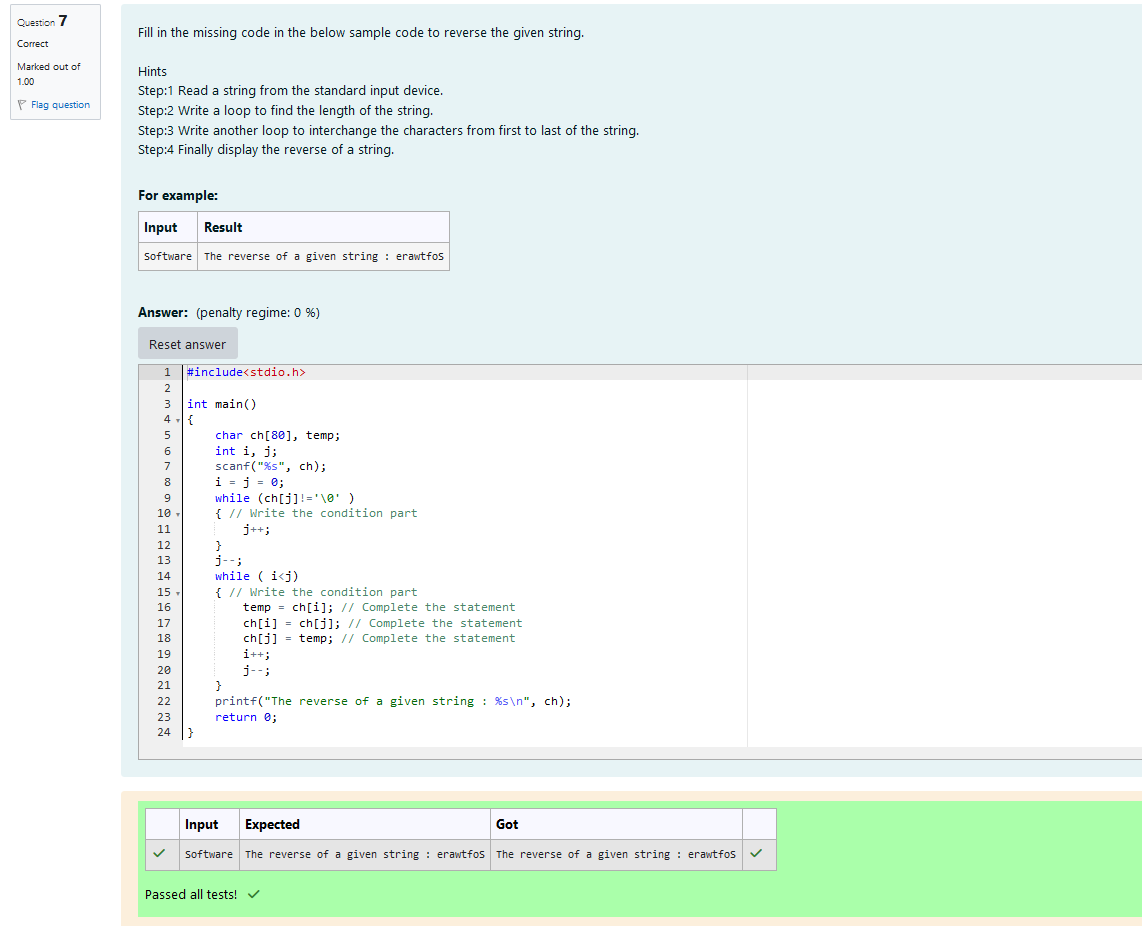 Question 7
Correct
Marked out of
1.00
Flag question
Fill in the missing code in the below sample code to reverse the given string.
Hints
Step:1 Read a string from the standard input device.
Step:2 Write a loop to find the length of the string.
Step:3 Write another loop to interchange the characters from first to last of the string.
Step:4 Finally display the reverse of a string.
For example:
Input Result
Software The reverse of a given string : erawtfoS
Answer: (penalty regime: 0 %)
Reset answer
1 #include<stdio.h>
2
3 int main()
4 {
5 char ch[80], temp;
6 int i, j;
7 scanf("%s", ch);
8 i = j = 0;
9 while (ch[j]!='\0' )
10 { // Write the condition part
11 j++;
12 }
13 j--;
14 while ( i<j)
15 { // Write the condition part
16 temp = ch[i]; // Complete the statement
17 ch[i] = ch[j]; // Complete the statement
18 ch[j] = temp; // Complete the statement
19 i++;
20 j--;
21 }
22 printf("The reverse of a given string : %s\n", ch);
23 return 0;
24 }
Input Expected Got
Software The reverse of a given string : erawtfoS The reverse of a given string : erawtfoS
Passed all tests!